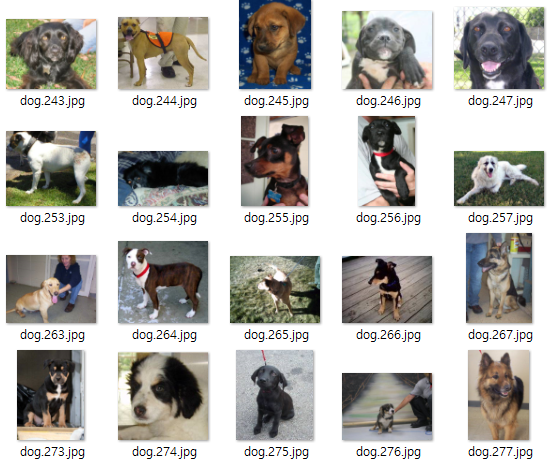 dog.243.jpg dog.244.jpg dog.245.jpg dog.246.jpg dog.247.jpg
dog.253.jpg dog.254.jpg dog.255.jpg dog.256.jpg dog.257.jpg
dog.263.jpg dog.264.jpg dog.265.jpg dog.266.jpg dog.267.jpg
dog.273.jpg dog.274.jpg dog.275.jpg dog.276.jpg dog.277.jpg